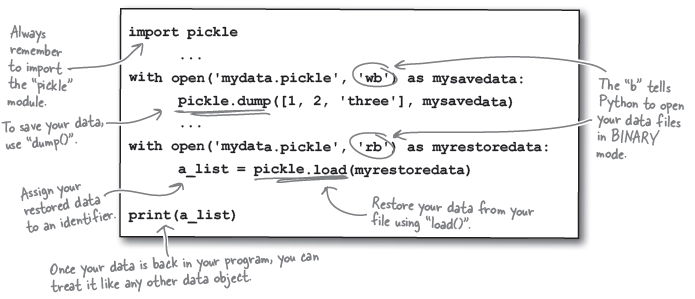 Always
remember
to import
the "pickle"
module.
To save your data,
use "dump()".
Assign your
restored data
to an identifier.
import pickle
...
with open('mydata.pickle', 'wb') as mysavedata:
pickle.dump([1, 2, 'three'], mysavedata)
...
with open('mydata.pickle', 'rb') as myrestoredata:
a_list = pickle.load(myrestoredata)
print(a_list)
The "b" tells
Python to open
your data files
in BINARY
mode.
Restore your data from your
file using "load()".
Once your data is back in your program, you can
treat it like any other data object.